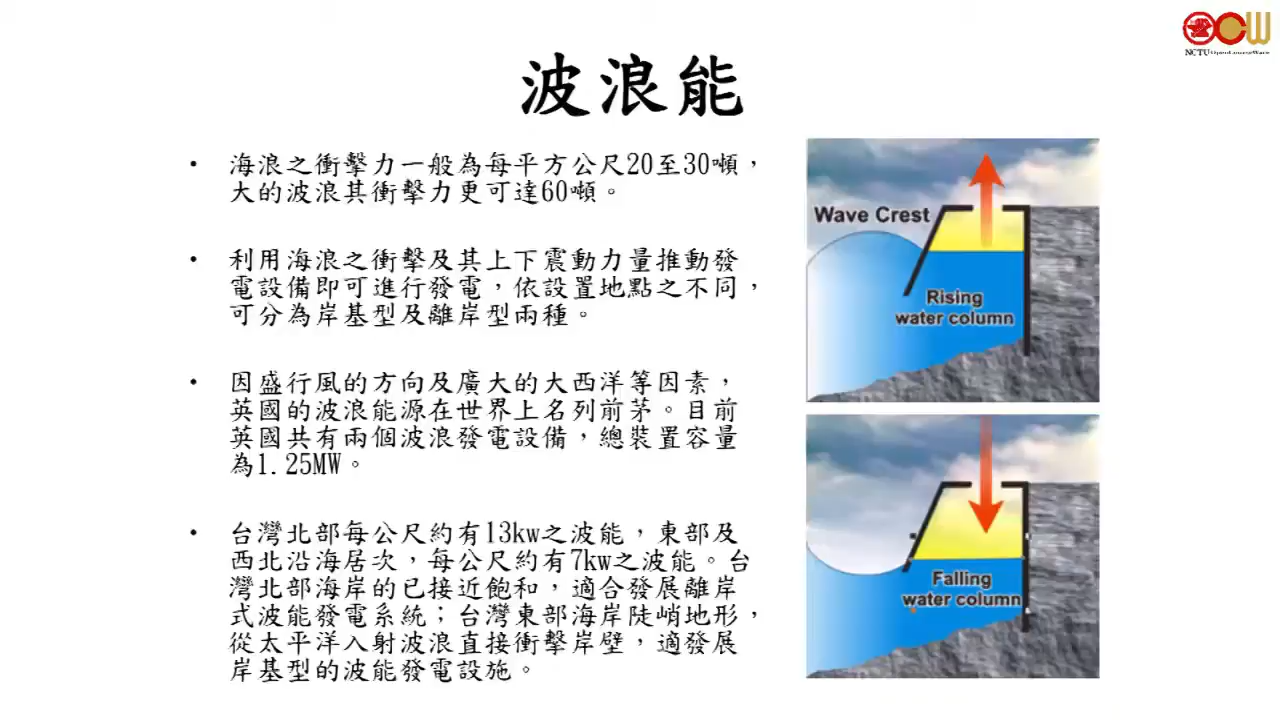 NCTU OpenCourseWare
波浪能
• 海浪之衝擊力一般為每平方公尺20至30噸，
大的波浪其衝擊力更可達60噸。
• 利用海浪之衝擊及其上下震動力量推動發
電設備即可進行發電，依設置地點之不同，
可分為岸基型及離岸型兩種。
• 因盛行風的方向及廣大的大西洋等因素，
英國的波浪能源在世界上名列前茅。目前
英國共有兩個波浪發電設備，總裝置容量
為1.25MW。
• 台灣北部每公尺約有13kw之波能，東部及
西北沿海居次，每公尺約有7kw之波能。台
灣北部海岸的已接近飽和，適合發展離岸
式波能發電系統；台灣東部海岸陡峭地形，
從太平洋入射波浪直接衝擊岸壁，適發展
岸基型的波能發電設施。
Wave Crest
Rising
water column
Falling
water column